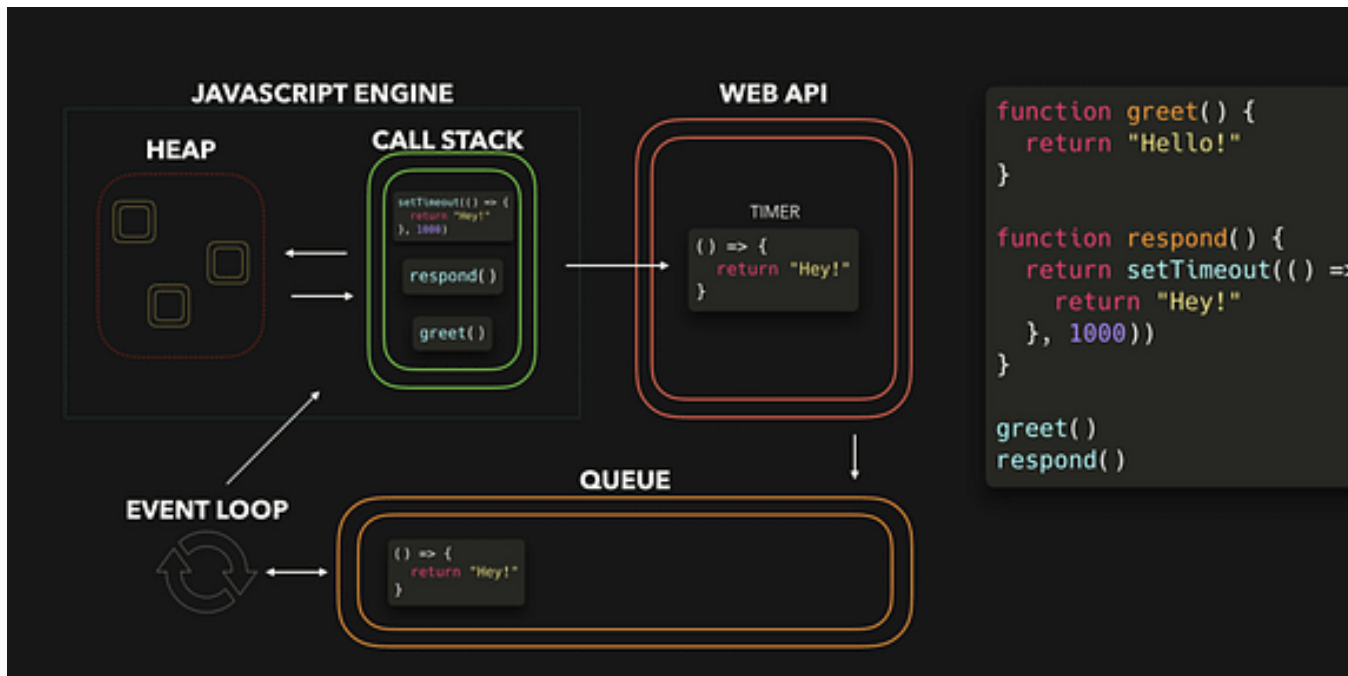 JAVASCRIPT ENGINE
HEAP
CALL STACK
setTimeout(() => {
return "Hey!"
}, 1000)
respond()
greet()
WEB API
TIMER
() => {
return "Hey!"
}
function greet() {
return "Hello!"
}
function respond() {
return setTimeout(() =>
return "Hey!"
}, 1000))
}
greet()
respond()
EVENT LOOP
QUEUE
() => {
return "Hey!"
}